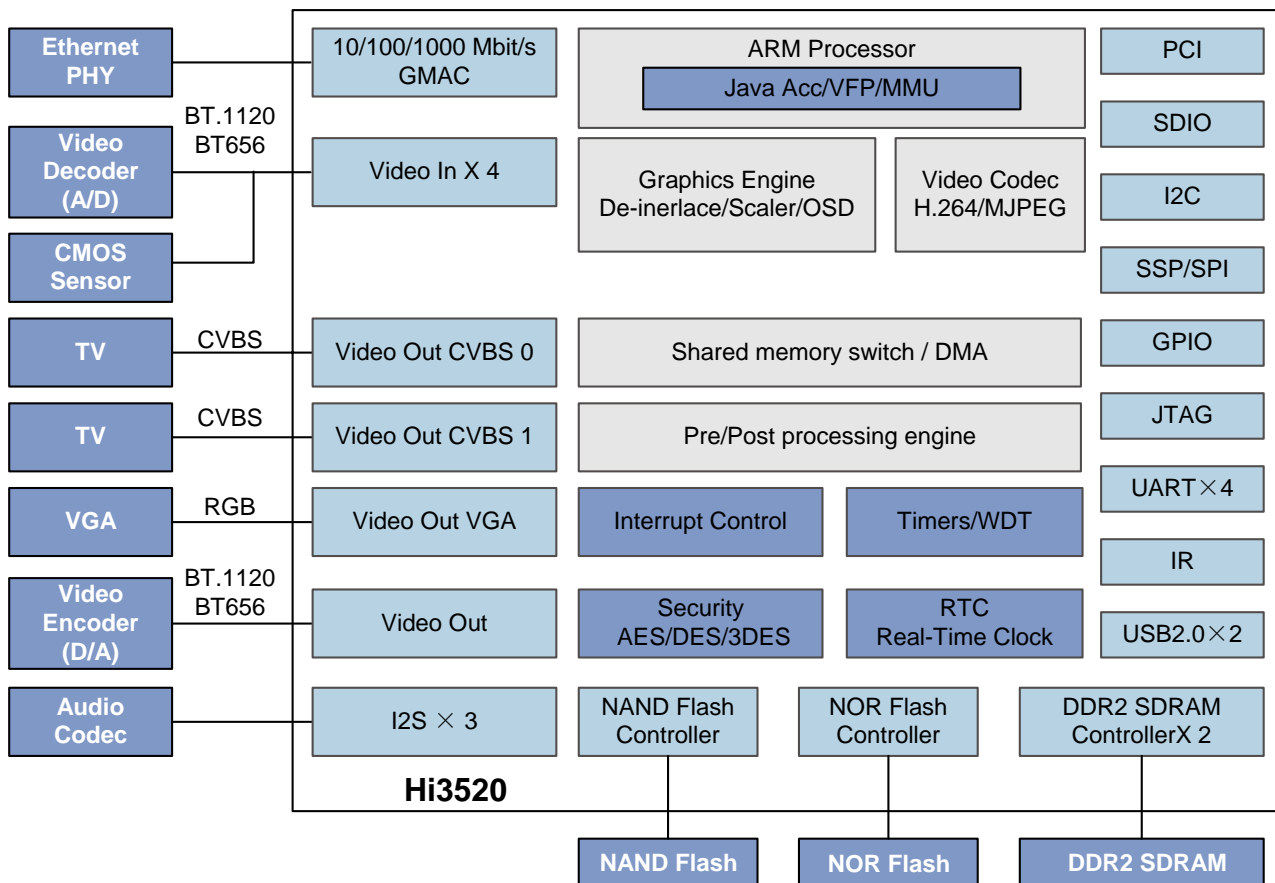 Ethernet
PHY
10/100/1000 Mbit/s
GMAC
ARM Processor
Java Acc/VFP/MMU
PCI
BT.1120
BT656
Video
Decoder
(A/D)
Video In X 4
Graphics Engine
De-inerlace/Scaler/OSD
Video Codec
H.264/MJPEG
SDIO
I2C
CMOS
Sensor
SSP/SPI
TV
CVBS
Video Out CVBS 0
Shared memory switch / DMA
GPIO
TV
CVBS
Video Out CVBS 1
Pre/Post processing engine
JTAG
VGA
RGB
Video Out VGA
Interrupt Control
Timers/WDT
UART×4
IR
BT.1120
BT656
Video
Encoder
(D/A)
Video Out
Security
AES/DES/3DES
RTC
Real-Time Clock
USB2.0×2
Audio
Codec
I2S × 3
NAND Flash
Controller
NOR Flash
Controller
DDR2 SDRAM
ControllerX 2
Hi3520
NAND Flash
NOR Flash
DDR2 SDRAM